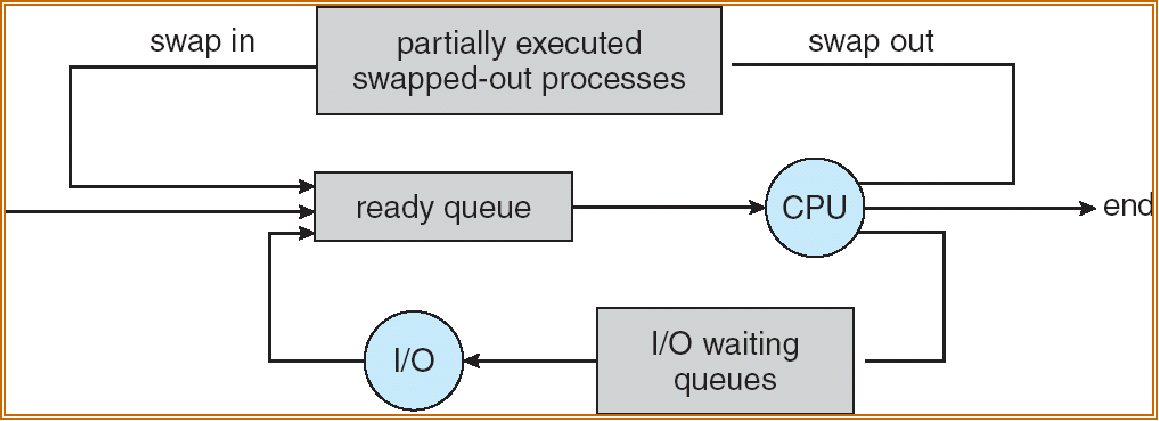 swap in
partially executed
swapped-out processes
swap out
ready queue
CPU
end
I/O
I/O waiting
queues